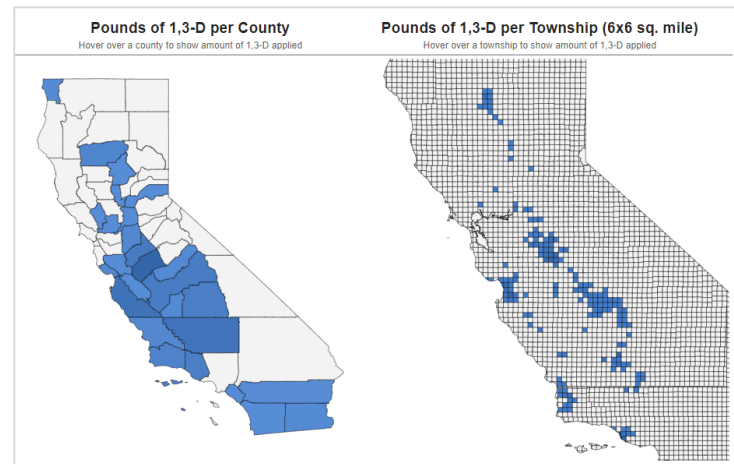 Pounds of 1,3-D per County
Hover over a county to show amount of 1,3-D applied
Pounds of 1,3-D per Township (6x6 sq. mile)
Hover over a township to show amount of 1,3-D applied